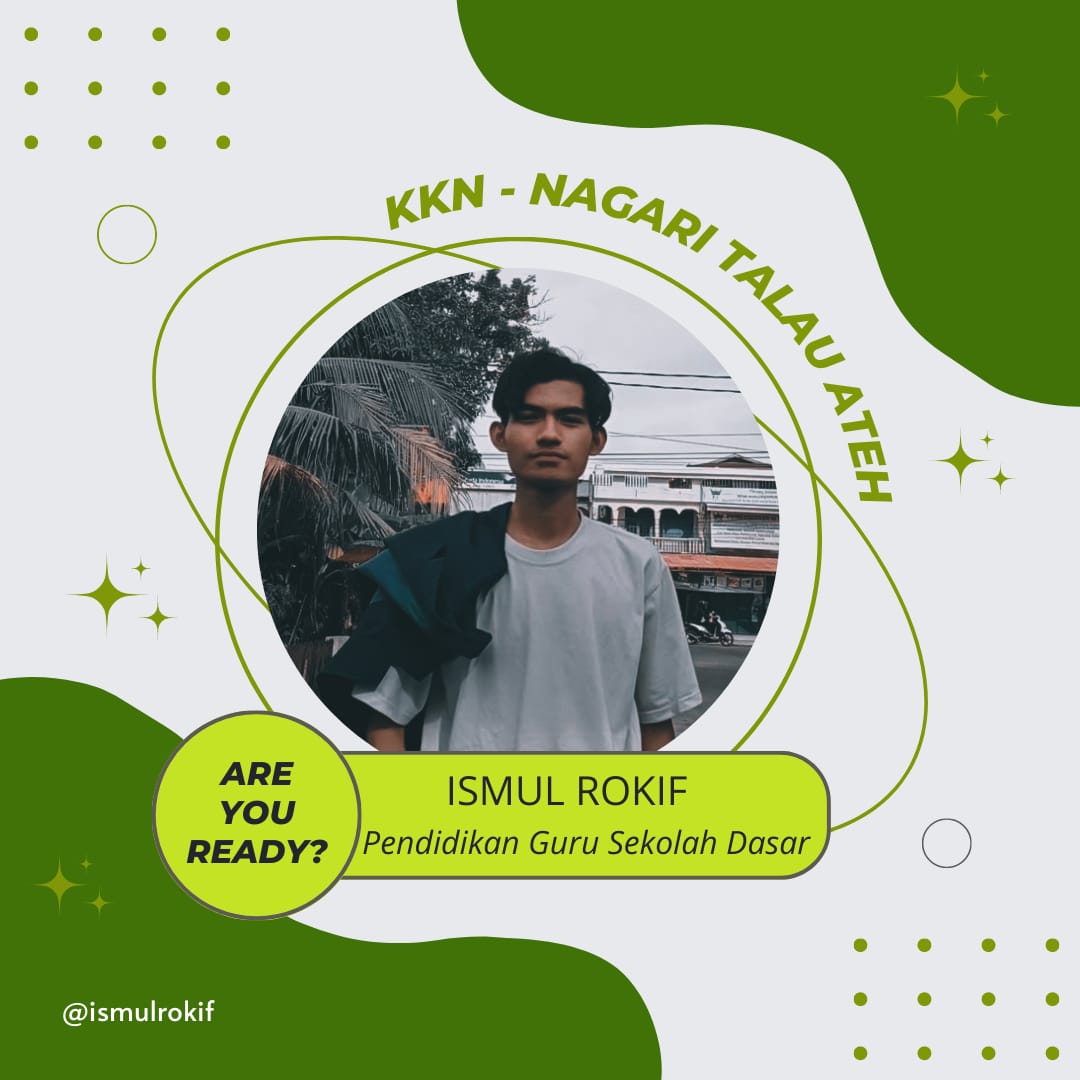 KKN - NAGARI TALAU ATEH
ARE
YOU
READY?
ISMUL ROKIF
Pendidikan Guru Sekolah Dasar
@ismulrokif